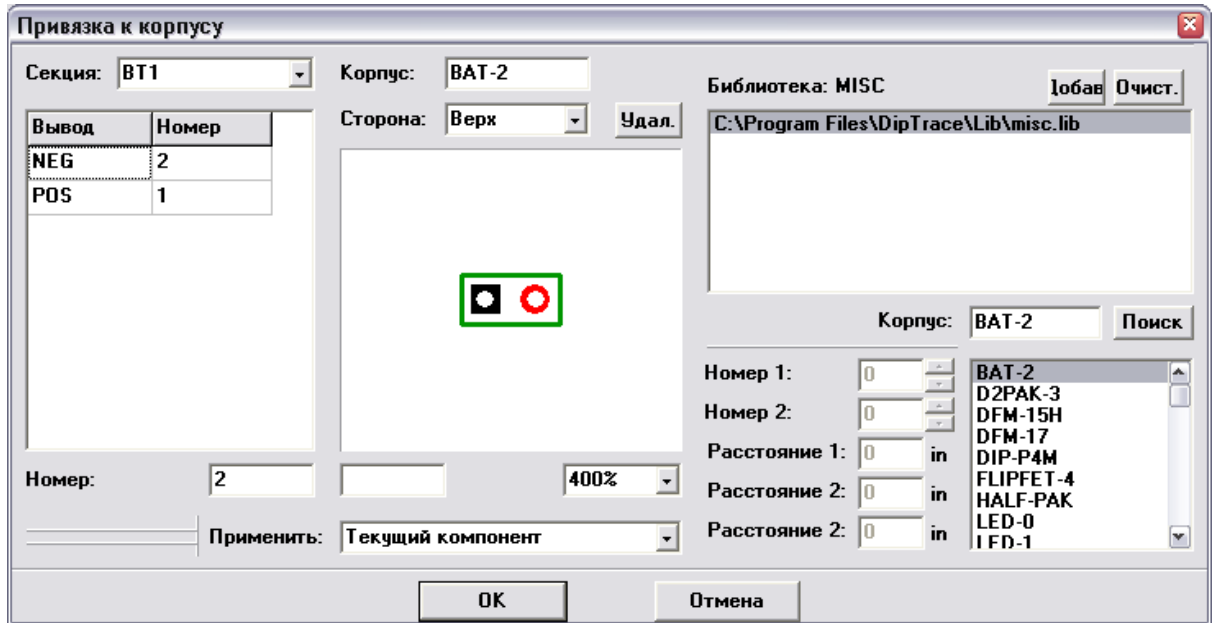 Привязка к корпусу
Секция: BT1
Корпус: BAT-2
Библиотека: MISC
Добав
Очист.
Вывод Номер
NEG 2
POS 1
Сторона: Верх
Удал.
C:\Program Files\DipTrace\Lib\misc.lib
Корпус: BAT-2 Поиск
Номер 1: 0
Номер 2: 0
Расстояние 1: 0 in
Расстояние 2: 0 in
Расстояние 2: 0 in
BAT-2
D2PAK-3
DFM-15H
DFM-17
DIP-P4M
FLIPFET-4
HALF-PAK
LED-0
LED-1
Номер: 2
400%
Применить: Текущий компонент
OK Отмена